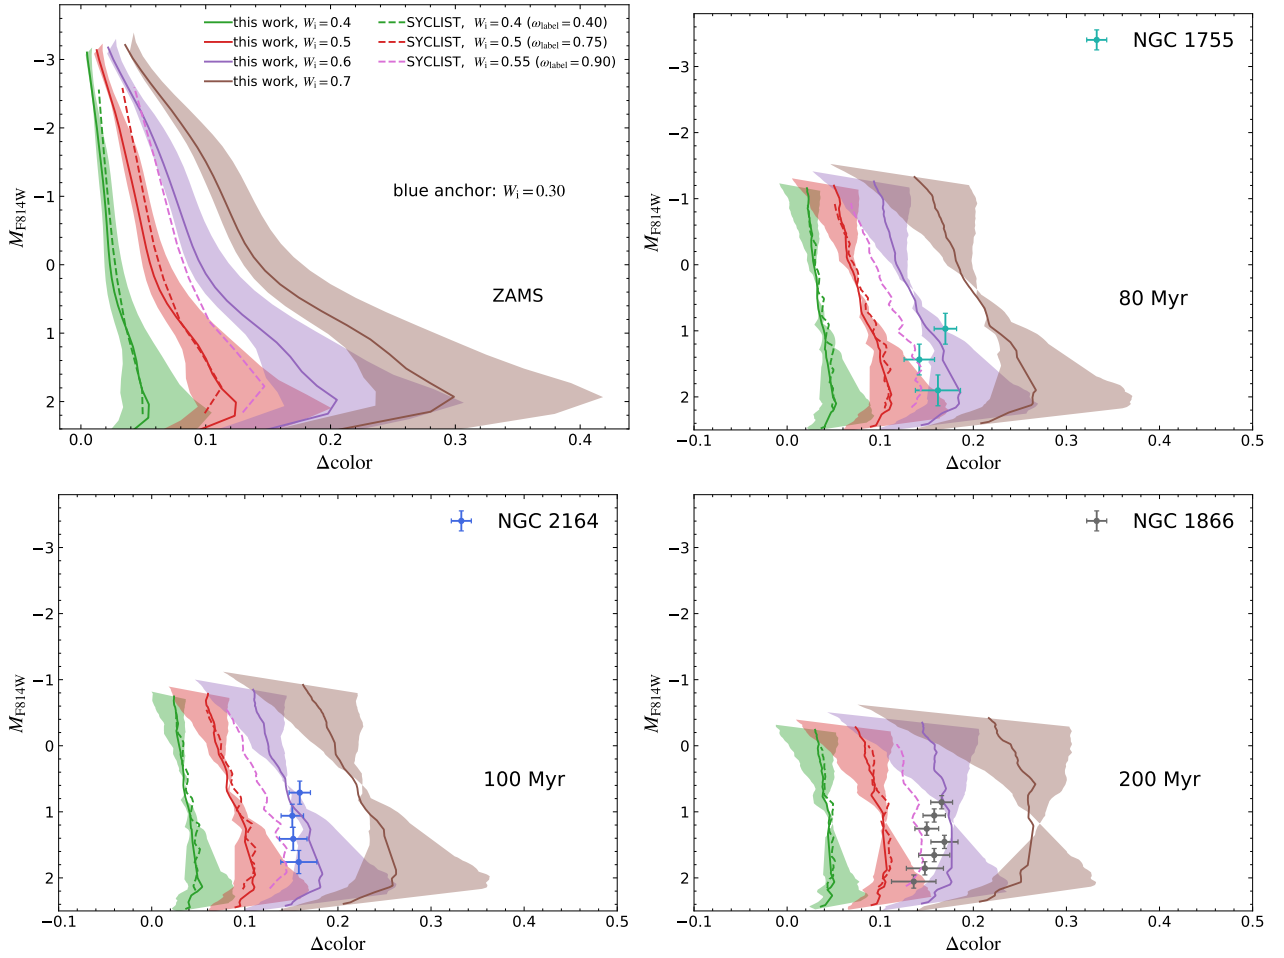 this work, Wᵢ = 0.4
this work, Wᵢ = 0.5
this work, Wᵢ = 0.6
this work, Wᵢ = 0.7
SYCLIST, Wᵢ = 0.4 (ω_label = 0.40)
SYCLIST, Wᵢ = 0.5 (ω_label = 0.75)
SYCLIST, Wᵢ = 0.55 (ω_label = 0.90)
blue anchor: Wᵢ = 0.30
ZAMS
M_F814W
−3
−2
−1
0
1
2
0.0 0.1 0.2 0.3 0.4
Δcolor
NGC 1755
80 Myr
M_F814W
−3
−2
−1
0
1
2
−0.1 0.0 0.1 0.2 0.3 0.4 0.5
Δcolor
NGC 2164
100 Myr
M_F814W
−3
−2
−1
0
1
2
−0.1 0.0 0.1 0.2 0.3 0.4 0.5
Δcolor
NGC 1866
200 Myr
M_F814W
−3
−2
−1
0
1
2
−0.1 0.0 0.1 0.2 0.3 0.4 0.5
Δcolor